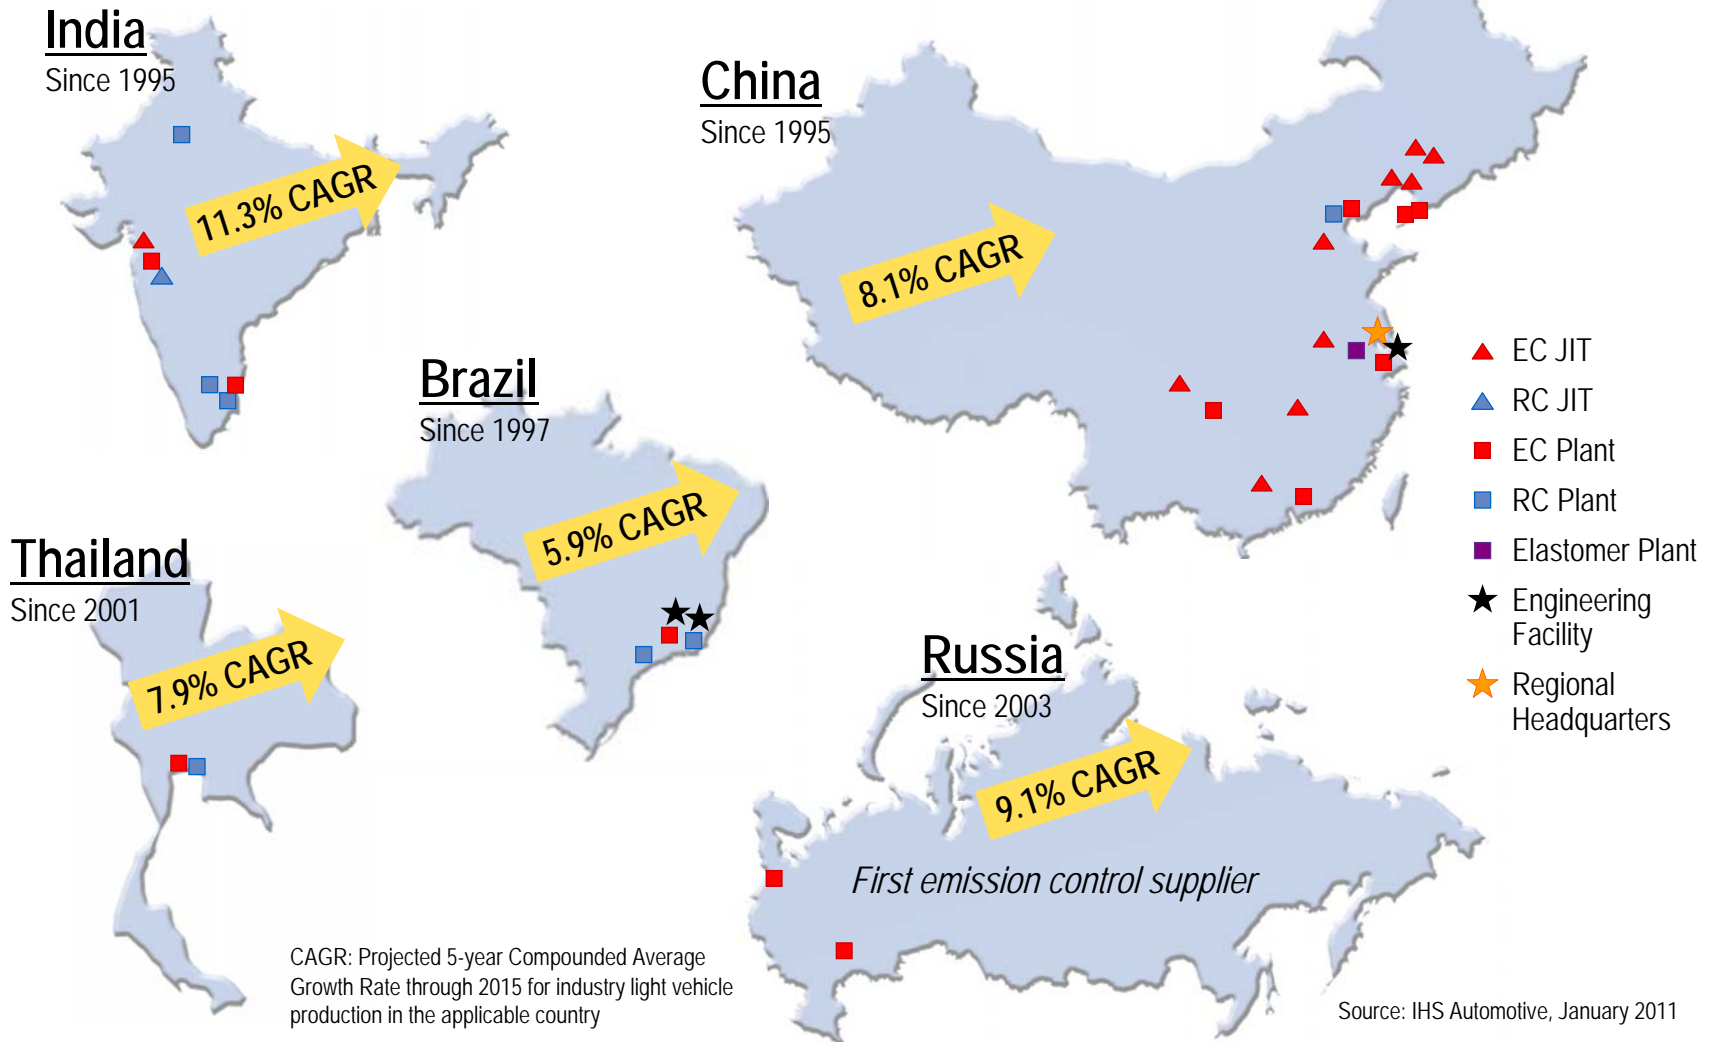 India
Since 1995
11.3% CAGR
China
Since 1995
8.1% CAGR
Brazil
Since 1997
5.9% CAGR
Thailand
Since 2001
7.9% CAGR
Russia
Since 2003
9.1% CAGR
First emission control supplier
EC JIT
RC JIT
EC Plant
RC Plant
Elastomer Plant
Engineering
Facility
Regional
Headquarters
CAGR: Projected 5-year Compounded Average
Growth Rate through 2015 for industry light vehicle
production in the applicable country
Source: IHS Automotive, January 2011